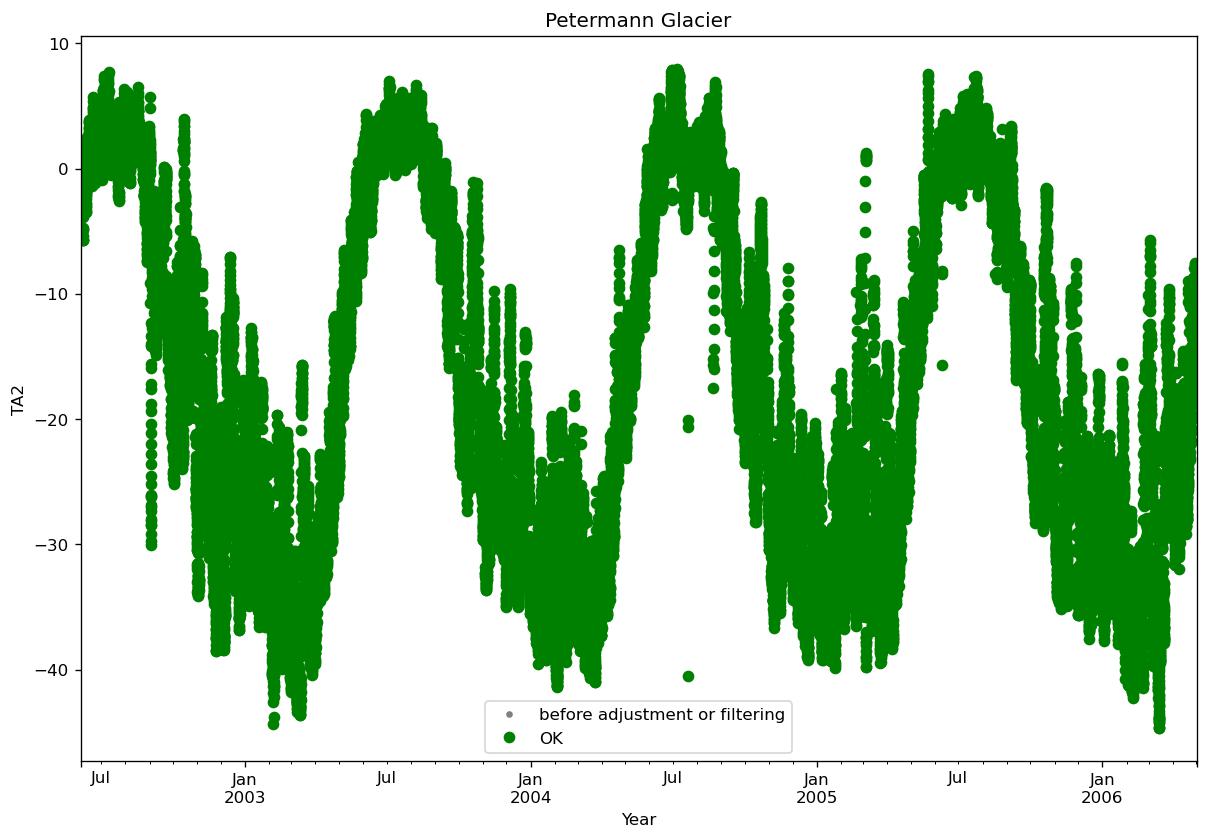 Petermann Glacier
10
0
−10
−20
−30
−40
TA2
before adjustment or filtering
OK
Jul Jan Jul Jan Jul Jan Jul Jan
2003 2004 2005 2006
Year